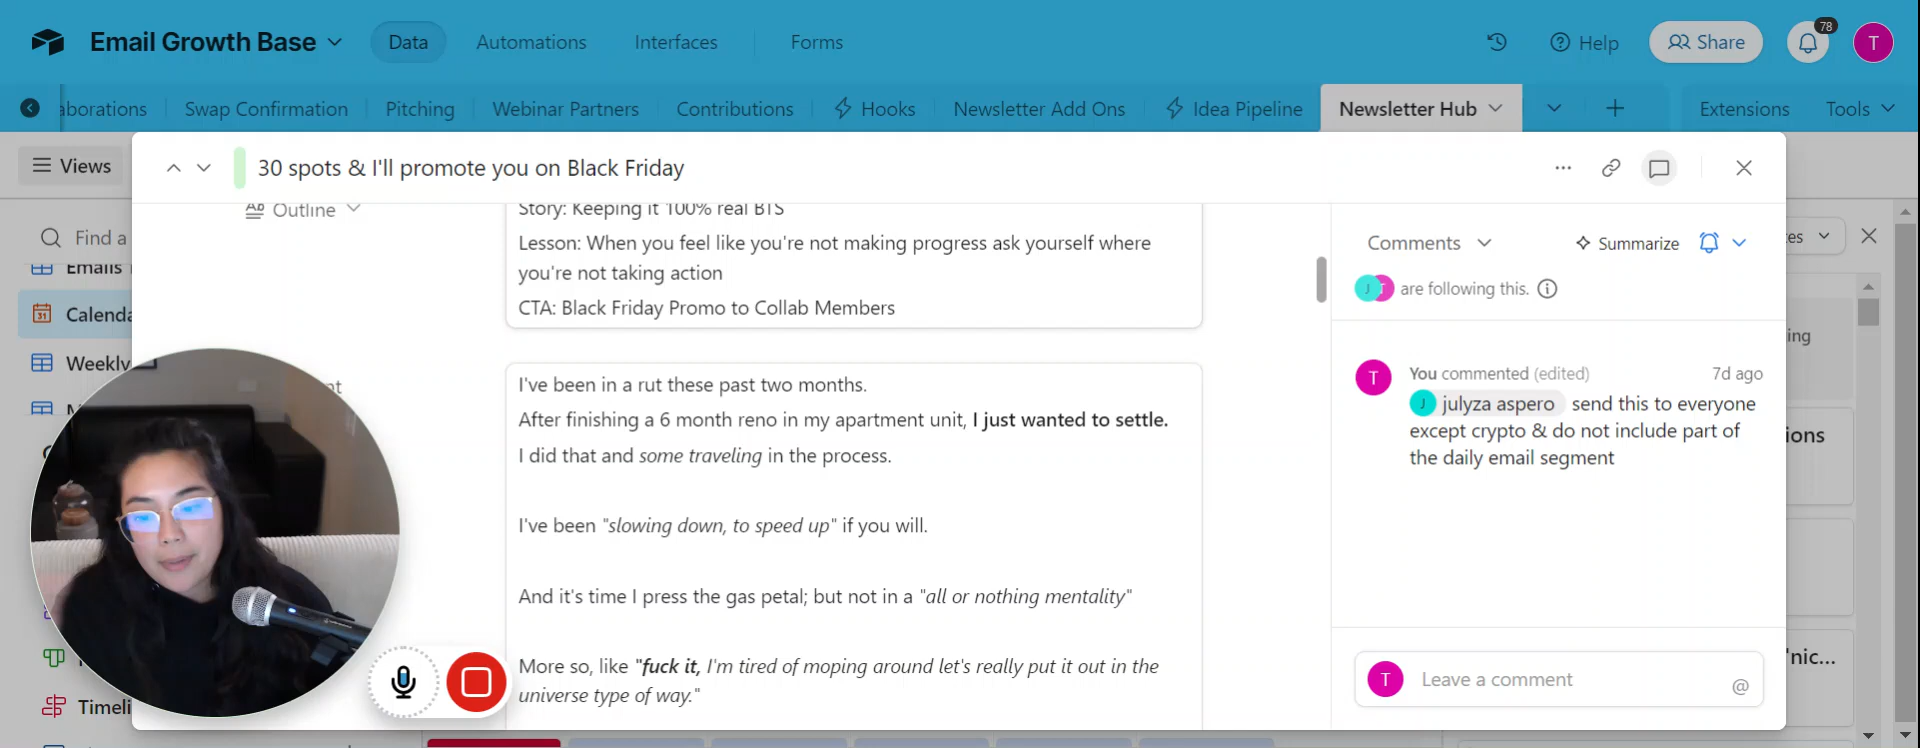 Email Growth Base
Data
Automations
Interfaces
Forms
Help
Share
78
T
aborations
Swap Confirmation
Pitching
Webinar Partners
Contributions
Hooks
Newsletter Add Ons
Idea Pipeline
Newsletter Hub
Extensions
Tools
Views
30 spots & I'll promote you on Black Friday
Find a
Emails
31
Calenda
Weekly
Timeli
Outline
Story: Keeping it 100% real BTS
Lesson: When you feel like you're not making progress ask yourself where
you're not taking action
CTA: Black Friday Promo to Collab Members
I've been in a rut these past two months.
After finishing a 6 month reno in my apartment unit, I just wanted to settle.
I did that and some traveling in the process.
I've been "slowing down, to speed up" if you will.
And it's time I press the gas petal; but not in a "all or nothing mentality"
More so, like "fuck it, I'm tired of moping around let's really put it out in the
universe type of way."
Comments
Summarize
J
are following this.
T
You commented (edited)
7d ago
J julyza aspero send this to everyone
except crypto & do not include part of
the daily email segment
T
Leave a comment
@
es
ing
ions
'nic...